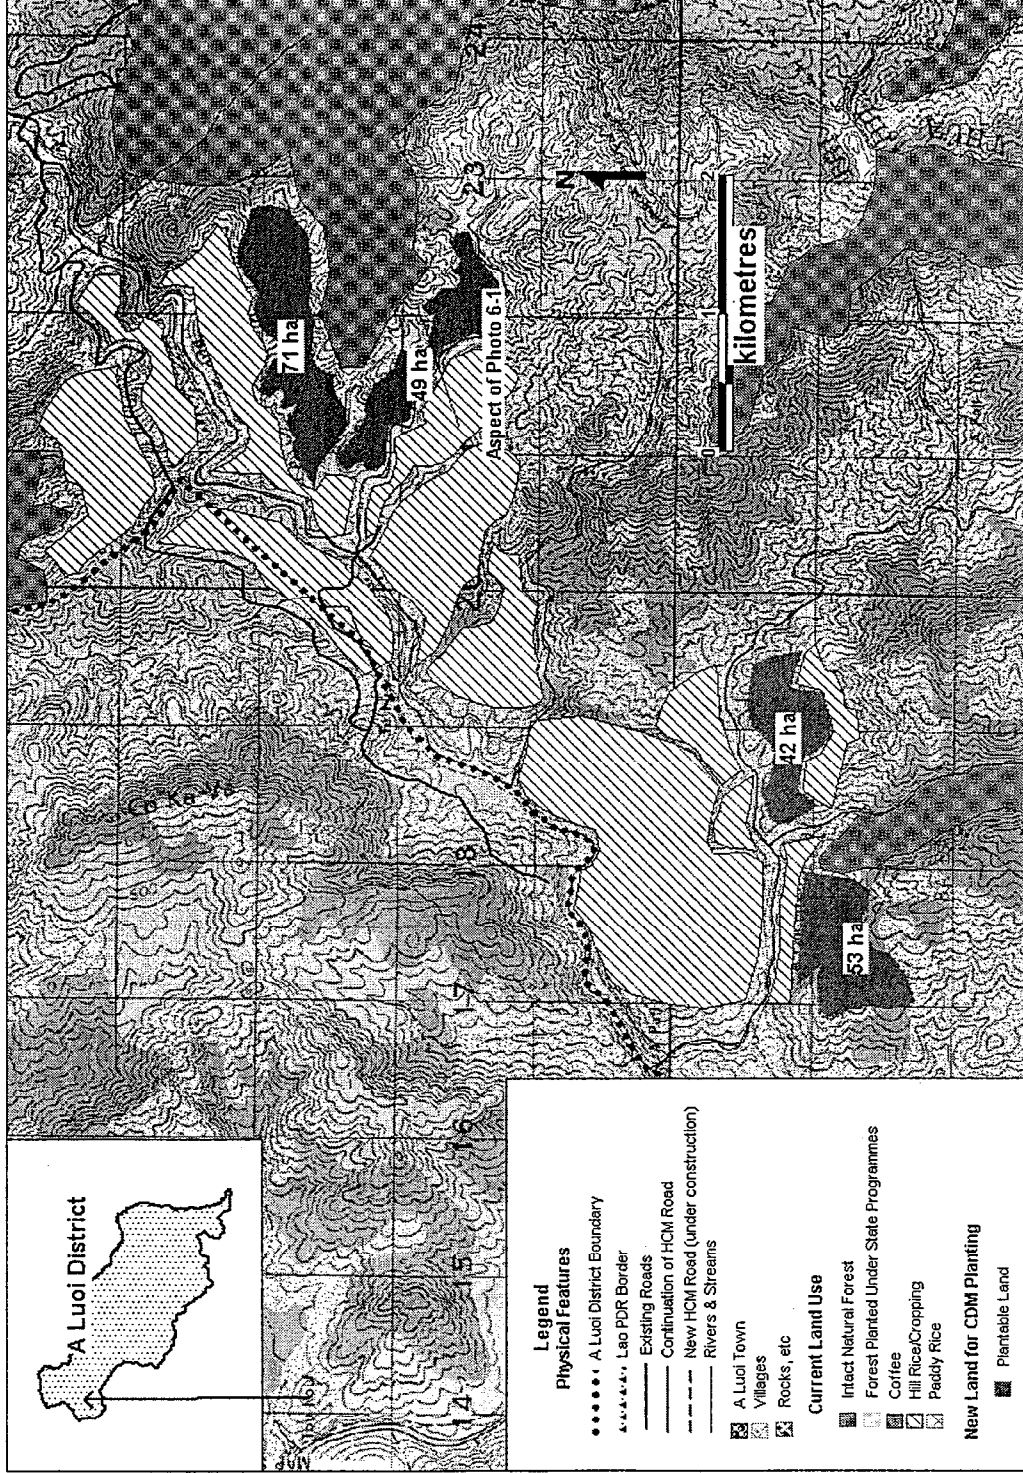 A Luoi District
Legend
Physical Features
A Luoi District Boundary
Lao PDR Border
Existing Roads
Continuation of HCM Road
New HCM Road (under construction)
Rivers & Streams
A Luoi Town
Villages
Rocks, etc
Current Land Use
Intact Natural Forest
Forest Planted Under State Programmes
Coffee
Hill Rice/Cropping
Paddy Rice
New Land for CDM Planting
Plantable Land
14
15
16
17
18
23
24
71 ha
49 ha
Aspect of Photo 6.1
42 ha
53 ha
N
0 1 2
kilometres